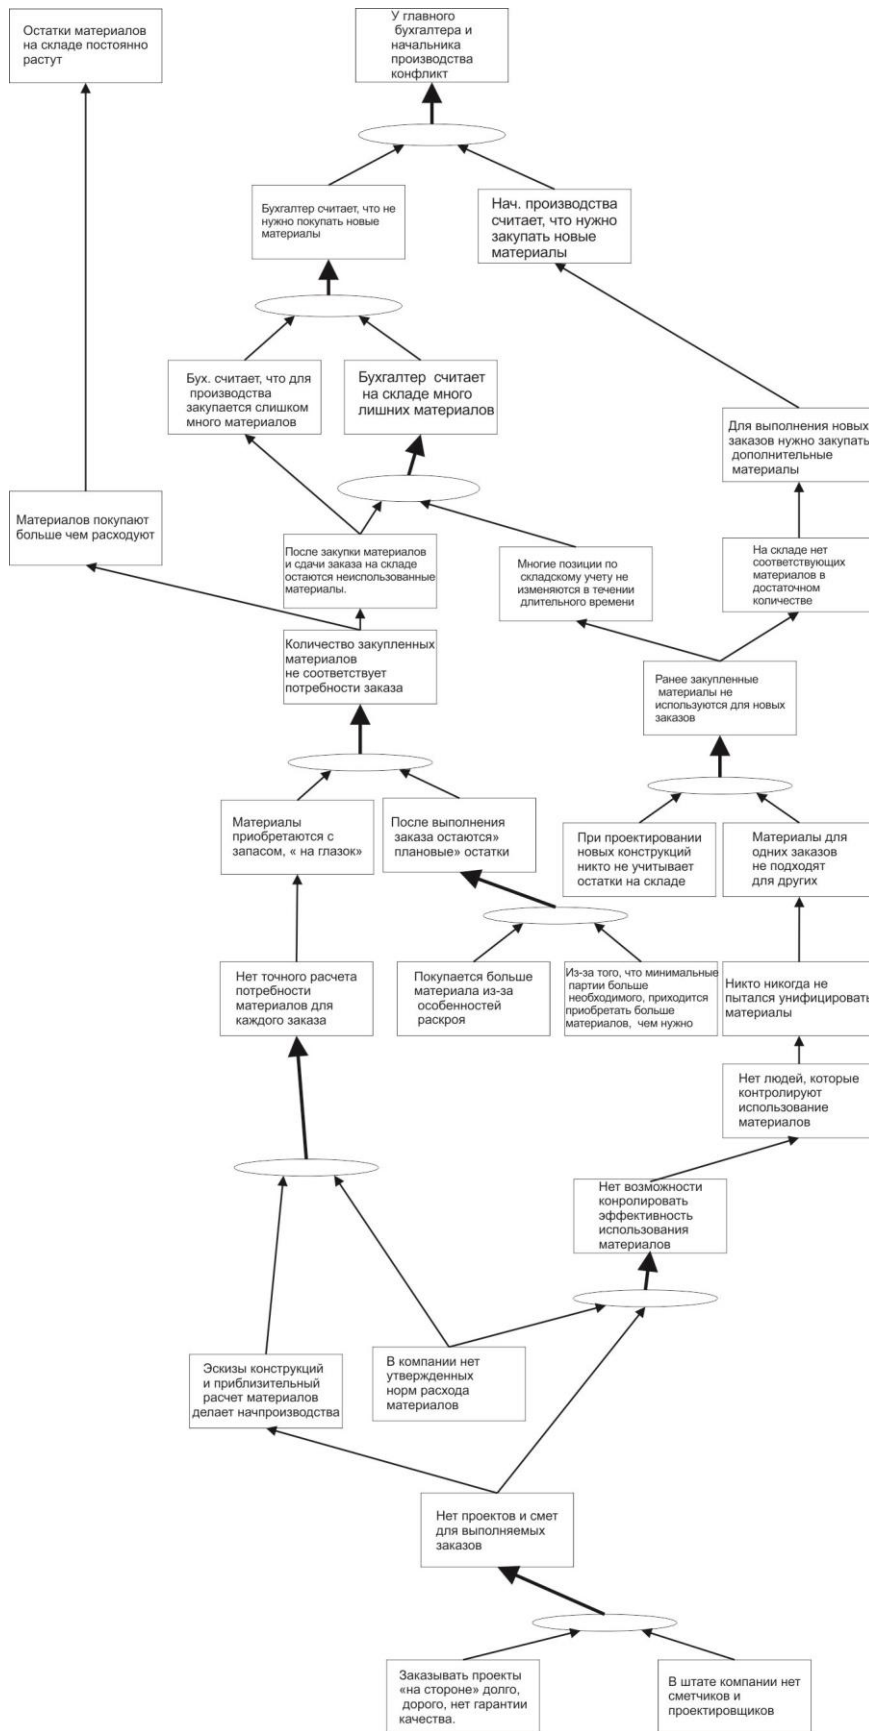 Остатки материалов
на складе постоянно
растут
У главного
бухгалтера и
начальника
производства
конфликт
Бухгалтер считает, что не
нужно покупать новые
материалы
Нач. производства
считает, что нужно
закупать новые
материалы
Бух. считает, что для
производства
закупается слишком
много материалов
Бухгалтер считает
на складе много
лишних материалов
Для выполнения новых
заказов нужно закупать
дополнительные
материалы
Материалов покупают
больше чем расходуют
После закупки материалов
и сдачи заказа на складе
остаются неиспользованные
материалы.
Многие позиции по
складскому учету не
изменяются в течении
длительного времени
На складе нет
соответствующих
материалов в
достаточном
количестве
Количество закупленных
материалов
не соответствует
потребности заказа
Ранее закупленные
материалы не
используются для новых
заказов
Материалы
приобретаются с
запасом, « на глазок»
После выполнения
заказа остаются»
плановые» остатки
При проектировании
новых конструкций
никто не учитывает
остатки на складе
Материалы для
одних заказов
не подходят
для других
Нет точного расчета
потребности
материалов для
каждого заказа
Покупается больше
материала из-за
особенностей
раскроя
Из-за того, что минимальные
партии больше
необходимого, приходится
приобретать больше
материалов, чем нужно
Никто никогда не
пытался унифицировать
материалы
Нет людей, которые
контролируют
использование
материалов
Нет возможности
конролировать
эффективность
использования
материалов
Эскизы конструкций
и приблизительный
расчет материалов
делает начпроизводства
В компании нет
утвержденных
норм расхода
материалов
Нет проектов и смет
для выполняемых
заказов
Заказывать проекты
«на стороне» долго,
дорого, нет гарантии
качества.
В штате компании нет
сметчиков и
проектировщиков